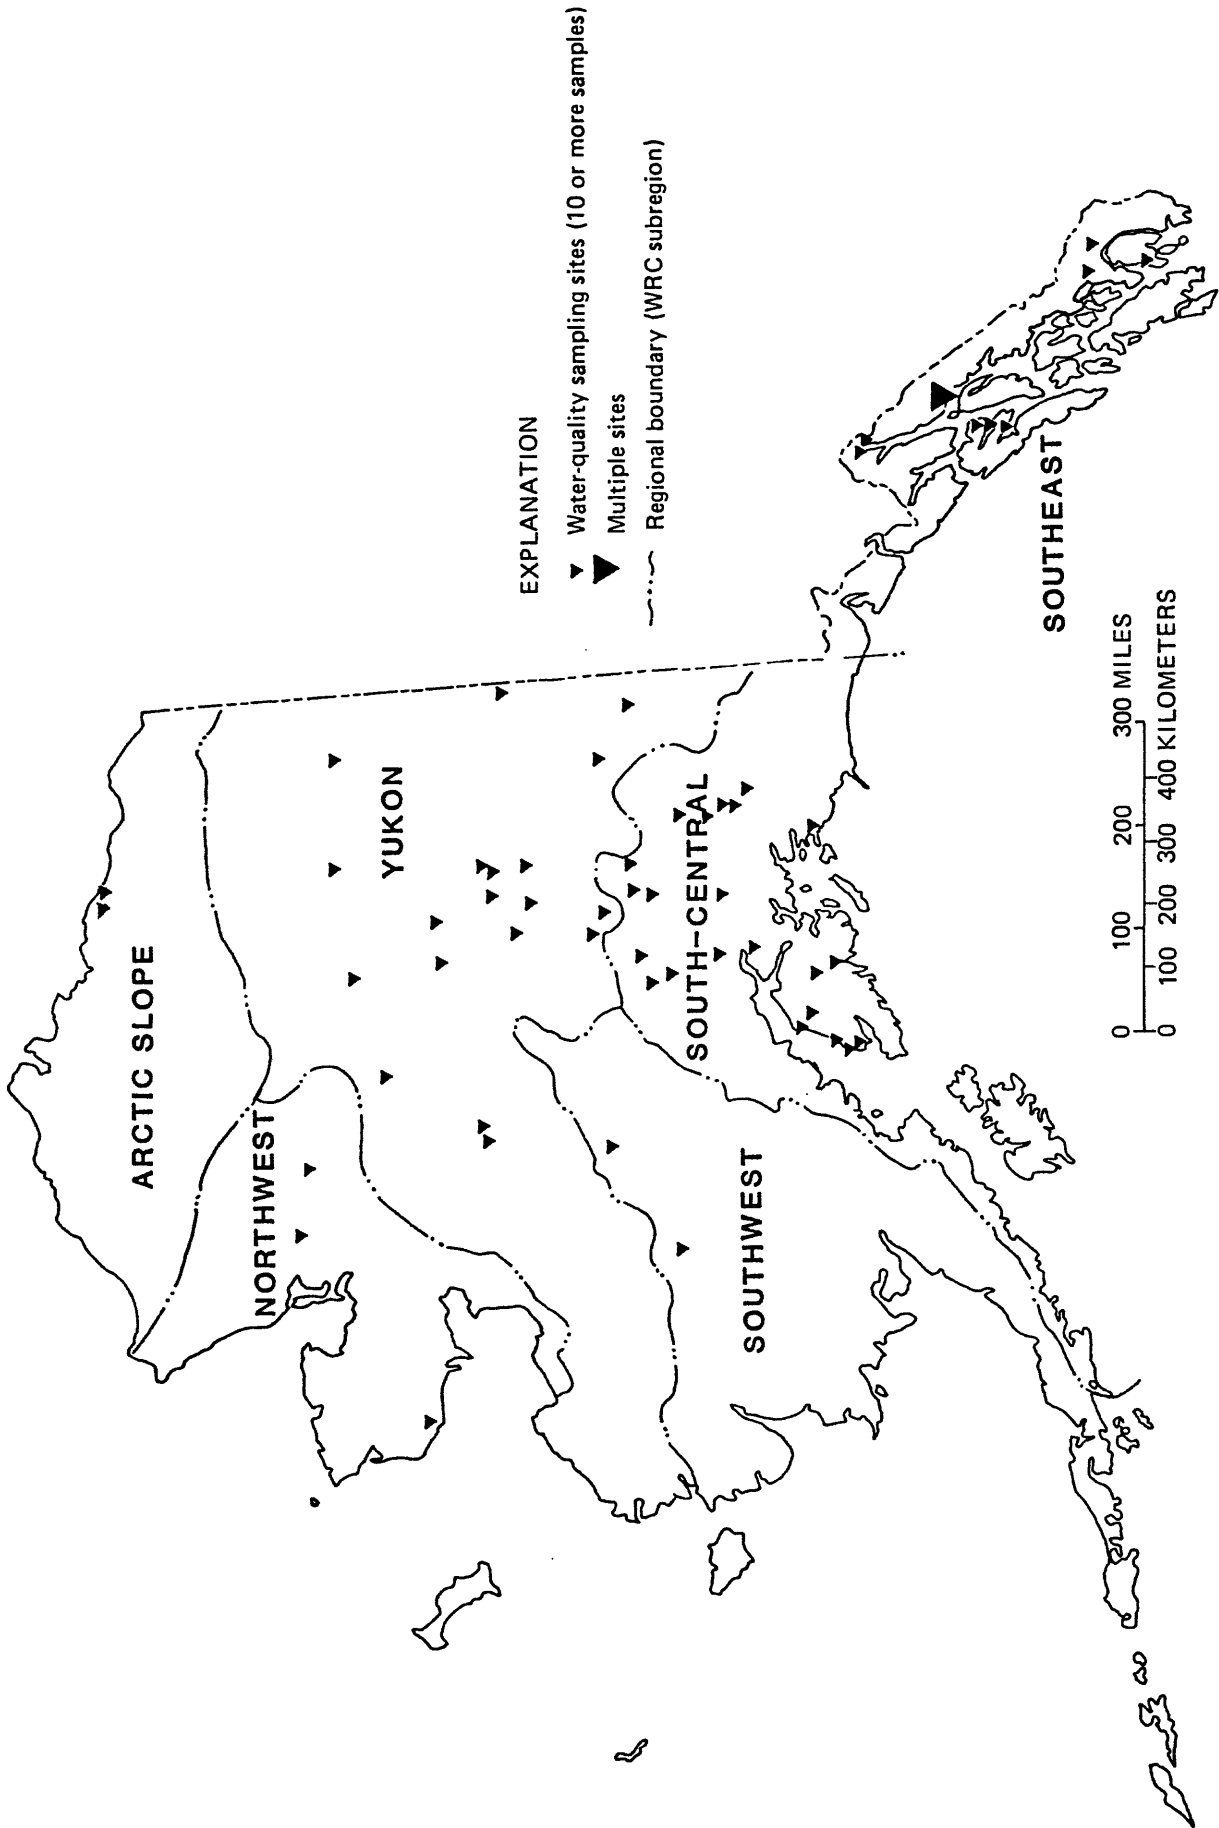 ARCTIC SLOPE
NORTHWEST
YUKON
SOUTHWEST
SOUTH-CENTRAL
SOUTHEAST
EXPLANATION
Water-quality sampling sites (10 or more samples)
Multiple sites
Regional boundary (WRC subregion)
0 100 200 300 MILES
0 100 200 300 400 KILOMETERS